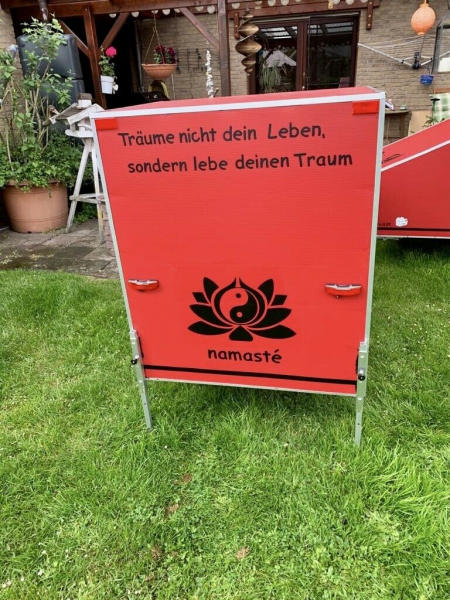 Träume nicht dein Leben,
sondern lebe deinen Traum
namasté